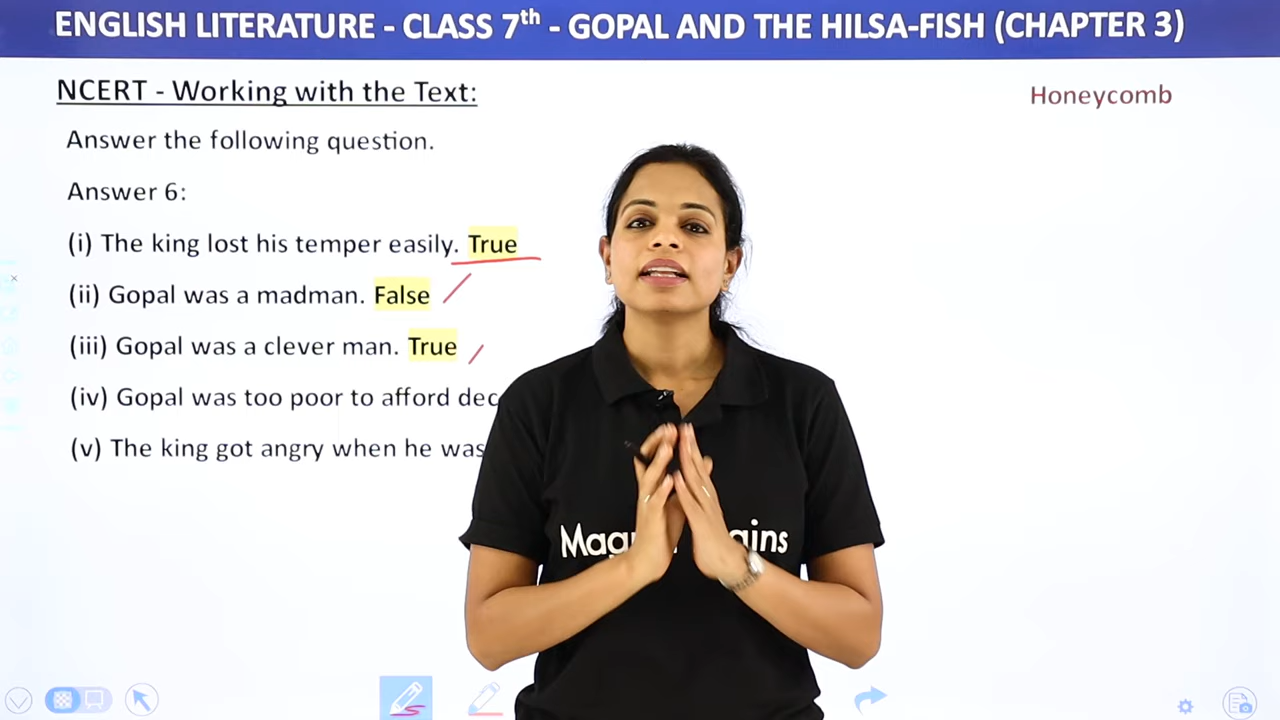 ENGLISH LITERATURE - CLASS 7th - GOPAL AND THE HILSA-FISH (CHAPTER 3)
NCERT - Working with the Text:
Honeycomb
Answer the following question.
Answer 6:
(i) The king lost his temper easily. True
(ii) Gopal was a madman. False
(iii) Gopal was a clever man. True
(iv) Gopal was too poor to afford
(v) The king got angry when he was